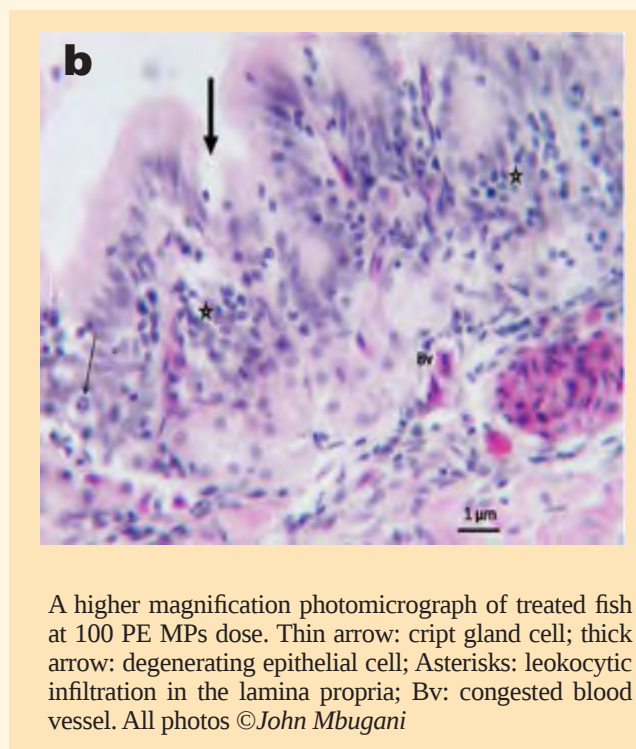 b
Bv
1 μm
A higher magnification photomicrograph of treated fish
at 100 PE MPs dose. Thin arrow: cript gland cell; thick
arrow: degenerating epithelial cell; Asterisks: leokocytic
infiltration in the lamina propria; Bv: congested blood
vessel. All photos ©John Mbugani